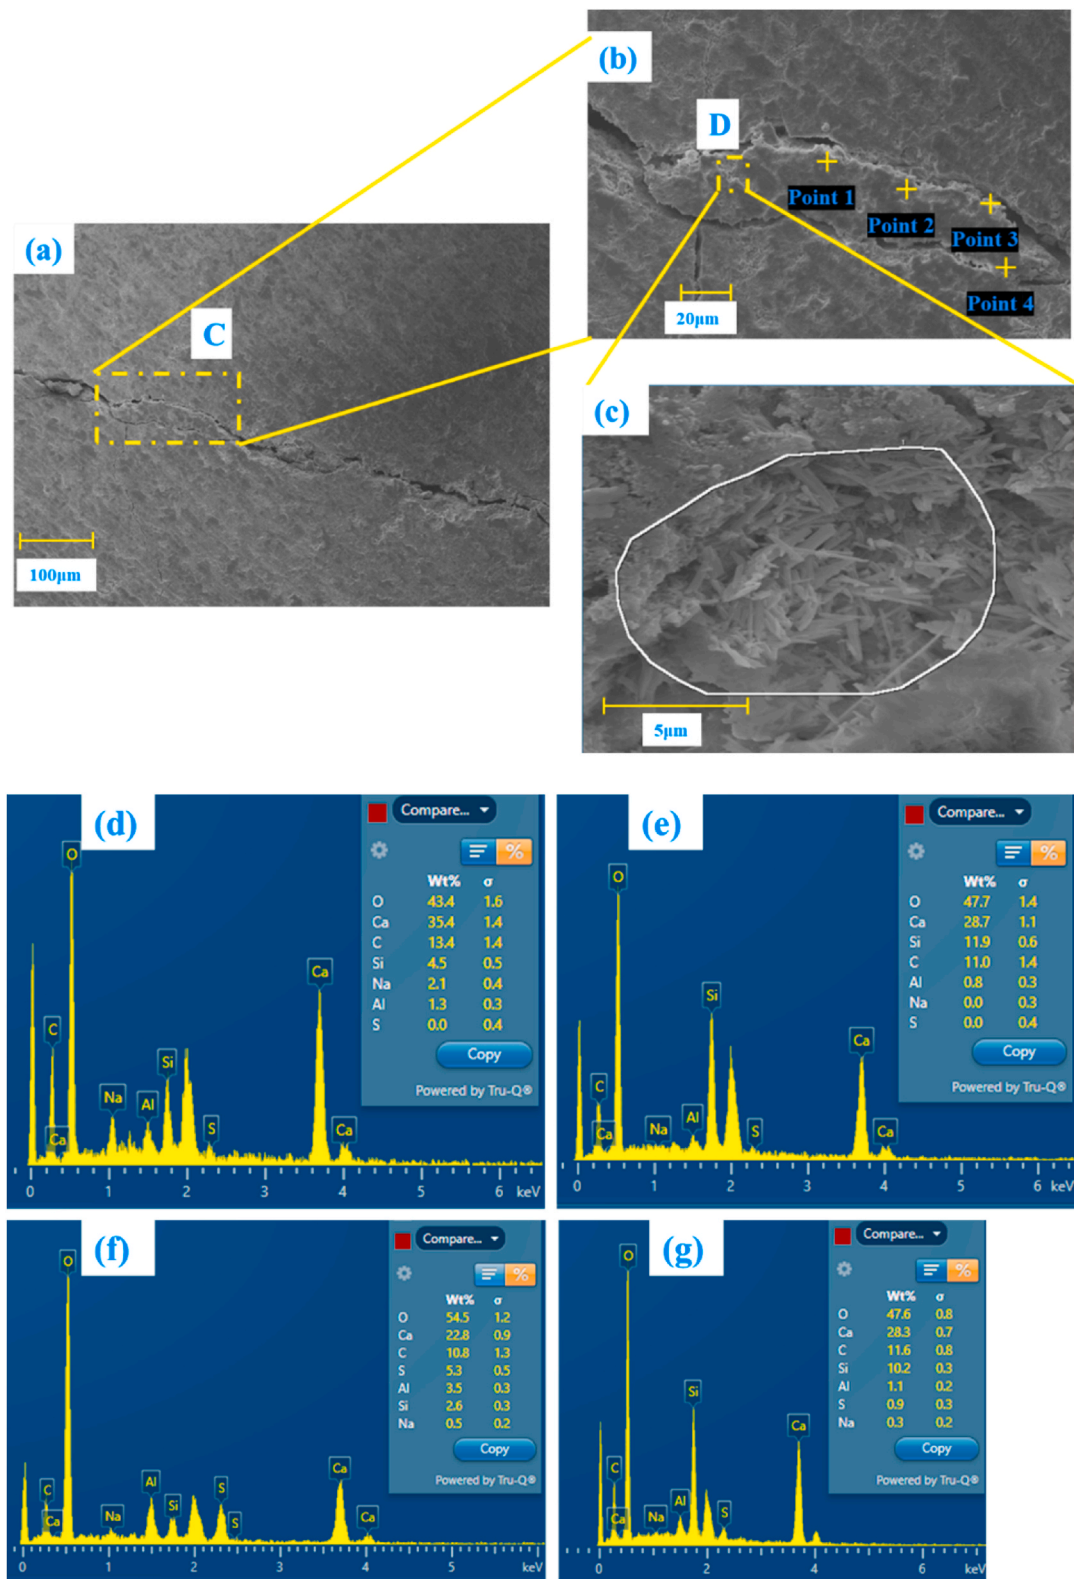 (a)
C
100μm
(b)
D
Point 1
Point 2
Point 3
Point 4
20μm
(c)
5μm
(d)
Compare...
%
Wt% σ
O 43.4 1.6
Ca 35.4 1.4
C 13.4 1.4
Si 4.5 0.5
Na 2.1 0.4
Al 1.3 0.3
S 0.0 0.4
Copy
Powered by Tru-Q®
O
C
Ca
Na
Al
Si
S
Ca
Ca
0 1 2 3 4 5 6 keV
(e)
Compare...
%
Wt% σ
O 47.7 1.4
Ca 28.7 1.1
Si 11.9 0.6
C 11.0 1.4
Al 0.8 0.3
Na 0.0 0.3
S 0.0 0.4
Copy
Powered by Tru-Q®
O
C
Ca
Na
Al
Si
S
Ca
Ca
0 1 2 3 4 5 6 keV
(f)
Compare...
%
Wt% σ
O 54.5 1.2
Ca 22.8 0.9
C 10.8 1.3
S 5.3 0.5
Al 3.5 0.3
Si 2.6 0.3
Na 0.5 0.2
Copy
Powered by Tru-Q®
O
C
Ca
Na
Al
Si
S
S
Ca
Ca
0 1 2 3 4 5 keV
(g)
Compare...
%
Wt% σ
O 47.6 0.8
Ca 28.3 0.7
C 11.6 0.8
Si 10.2 0.3
Al 1.1 0.2
S 0.9 0.3
Na 0.3 0.2
Copy
Powered by Tru-Q®
O
C
Ca
Na
Al
Si
S
Ca
0 2 4 6 keV